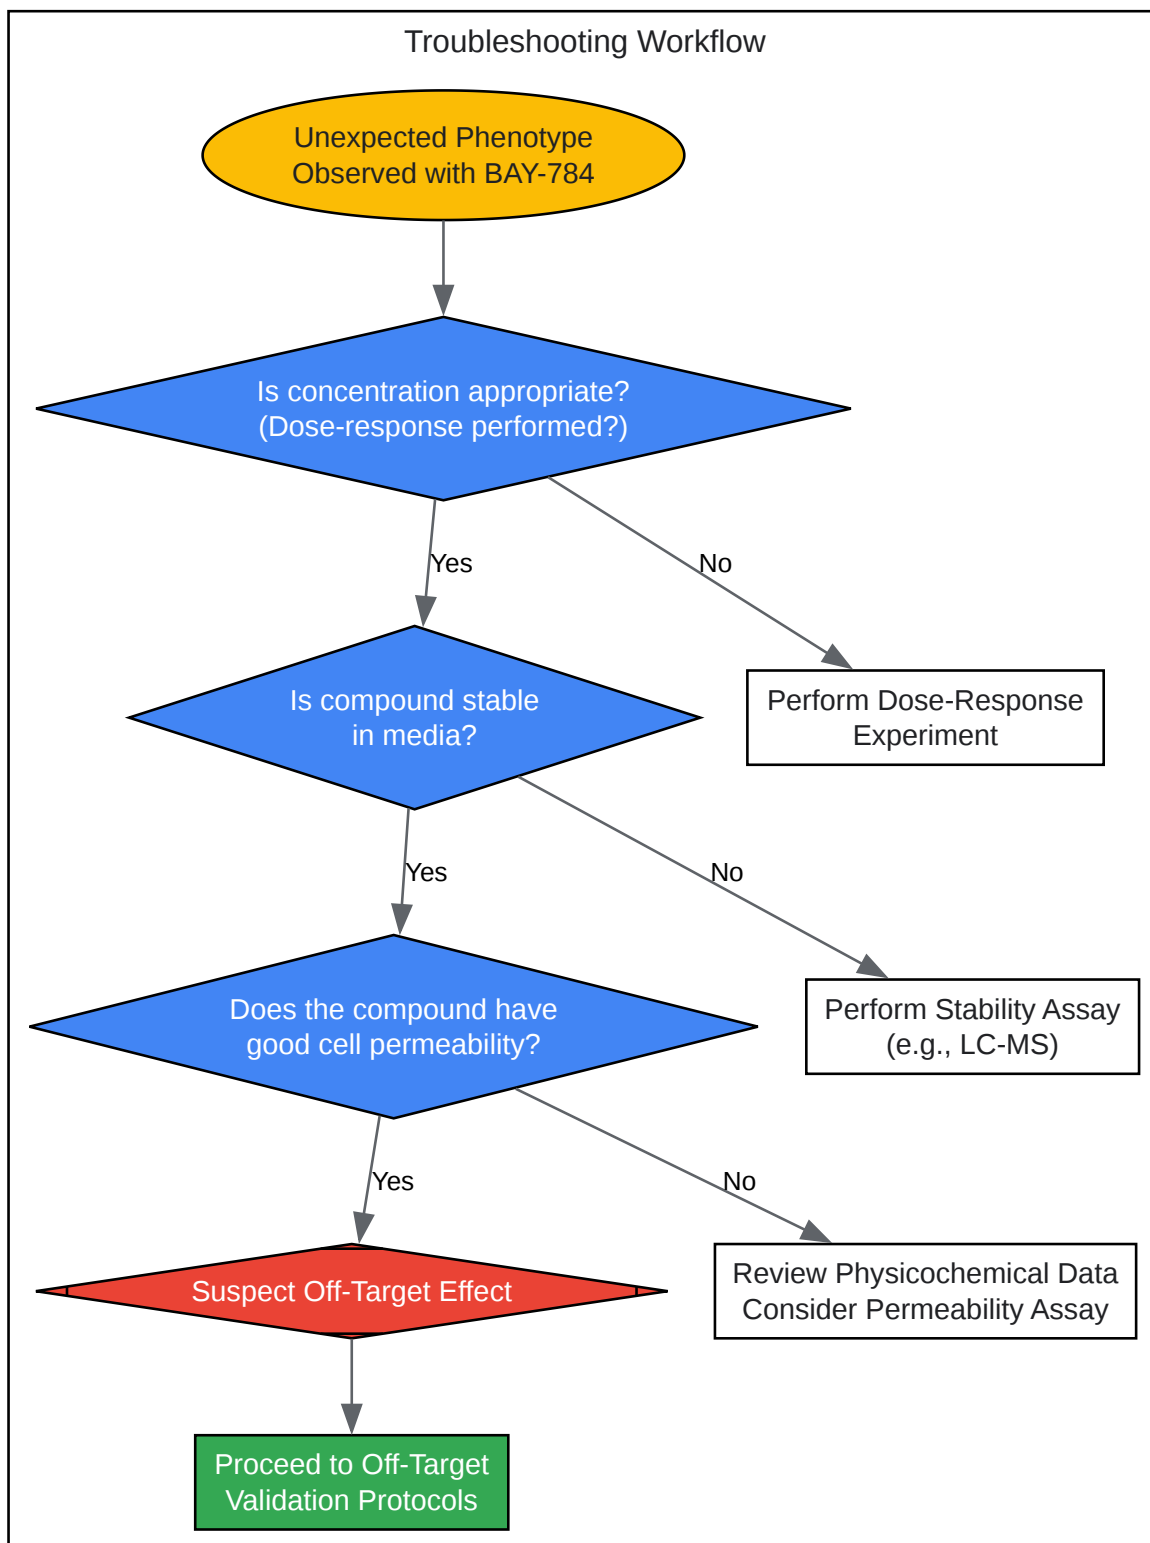 Troubleshooting Workflow
Unexpected Phenotype
Observed with BAY-784
Is concentration appropriate?
(Dose-response performed?)
Yes
No
Is compound stable
in media?
Perform Dose-Response
Experiment
Yes
No
Does the compound have
good cell permeability?
Perform Stability Assay
(e.g., LC-MS)
Yes
No
Suspect Off-Target Effect
Review Physicochemical Data
Consider Permeability Assay
Proceed to Off-Target
Validation Protocols